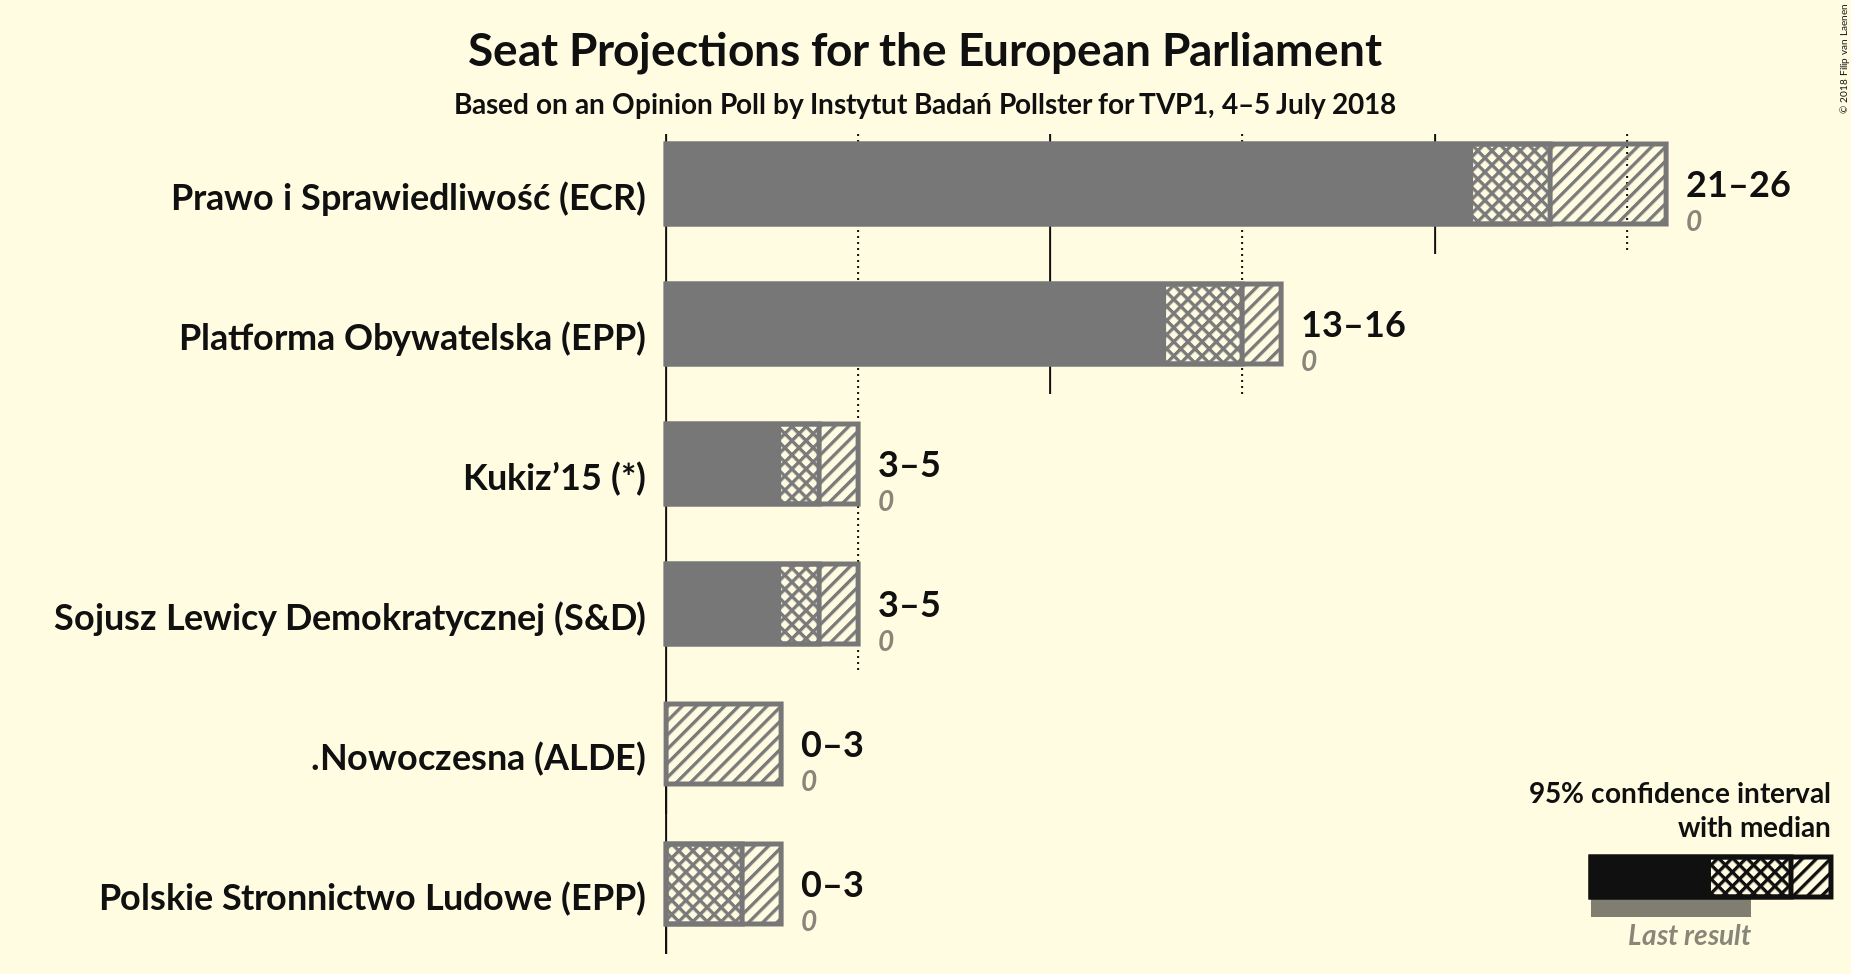 Seat Projections for the European Parliament
Based on an Opinion Poll by Instytut Badań Pollster for TVP1, 4–5 July 2018
Prawo i Sprawiedliwość (ECR)
21–26
0
Platforma Obywatelska (EPP)
13–16
0
Kukiz’15 (*)
3–5
0
Sojusz Lewicy Demokratycznej (S&D)
3–5
0
.Nowoczesna (ALDE)
0–3
0
Polskie Stronnictwo Ludowe (EPP)
0–3
0
95% confidence interval
with median
Last result
© 2018 Filip van Laenen